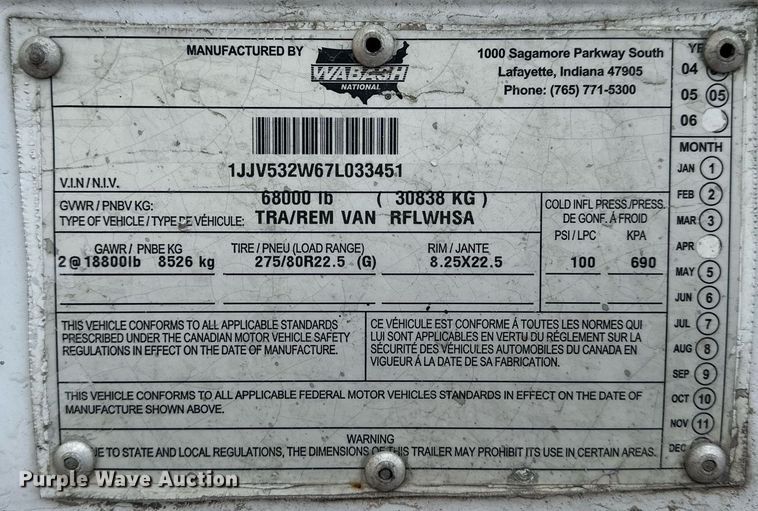 MANUFACTURED BY
WABASH
NATIONAL
1000 Sagamore Parkway South
Lafayette, Indiana 47905
Phone: (765) 771-5300
YE
04
05 05
06
MONTH
JAN 1
FEB 2
MAR 3
APR
MAY 5
JUN 6
JUL 7
AUG 8
SEP 9
OCT 10
NOV 11
DEC
1JJV532W67L033451
V.I.N / N.I.V.
GVWR / PNBV KG: 68000 lb ( 30838 KG )
TYPE OF VEHICLE / TYPE DE VÉHICULE: TRA/REM VAN RFLWHSA
COLD INFL PRESS./PRESS.
DE GONF. À FROID
PSI / LPC KPA
100 690
GAWR / PNBE KG TIRE / PNEU (LOAD RANGE) RIM / JANTE
2@18800lb 8526 kg 275/80R22.5 (G) 8.25X22.5
THIS VEHICLE CONFORMS TO ALL APPLICABLE STANDARDS
PRESCRIBED UNDER THE CANADIAN MOTOR VEHICLE SAFETY
REGULATIONS IN EFFECT ON THE DATE OF MANUFACTURE.
CE VÉHICULE EST CONFORME Á TOUTES LES NORMES QUI
LUI SONT APPLICABLES EN VERTU DU RÉGLEMENT SUR LA
SÉCURITÉ DES VÉHICULES AUTOMOBILES DU CANADA EN
VIGUEUR À LA DATE DE SA FABRICATION.
THIS VEHICLE CONFORMS TO ALL APPLICABLE FEDERAL MOTOR VEHICLES STANDARDS IN EFFECT ON THE DATE OF
MANUFACTURE SHOWN ABOVE.
WARNING
DUE TO STATE AND LOCAL REGULATIONS, THE DIMENSIONS OF THIS TRAILER MAY PROHIBIT ITS USE IN CERTAIN AREAS.
Purple Wave Auction